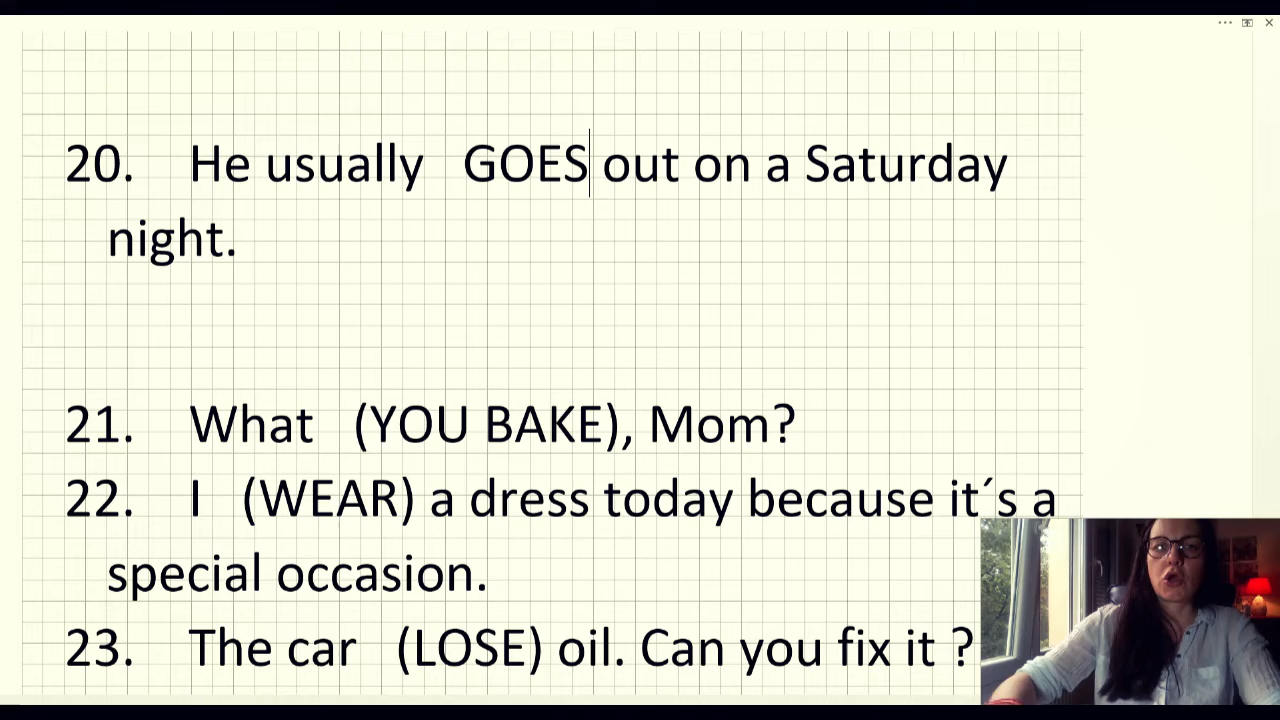 20. He usually GOES out on a Saturday
night.
21. What (YOU BAKE), Mom?
22. I (WEAR) a dress today because it´s a
special occasion.
23. The car (LOSE) oil. Can you fix it ?